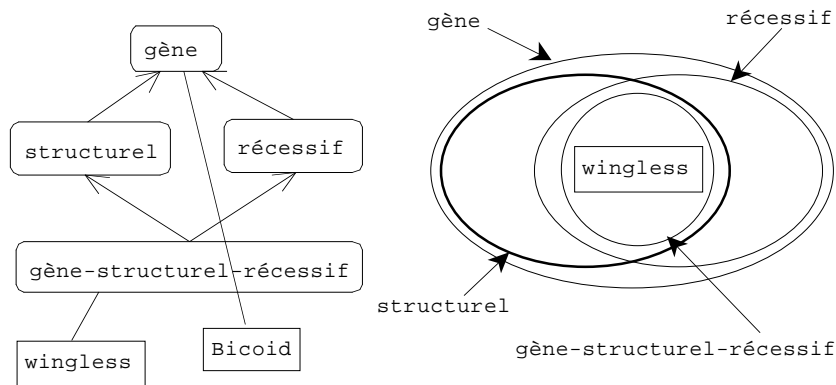 gène
structurel
récessif
gène-structurel-récessif
wingless
Bicoid
gène
récessif
wingless
structurel
gène-structurel-récessif